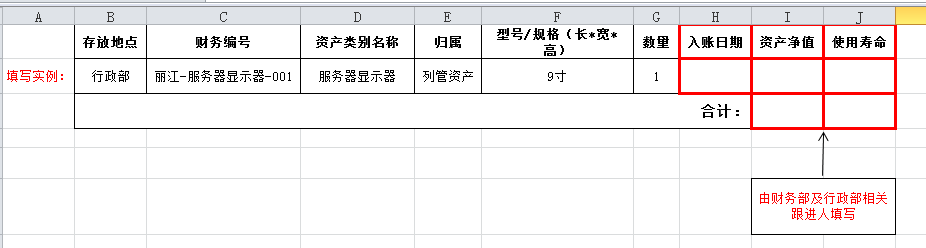 A B C D E F G H I J
存放地点 财务编号 资产类别名称 归属 型号/规格（长*宽*高） 数量 入账日期 资产净值 使用寿命
填写实例： 行政部 丽江-服务器显示器-001 服务器显示器 列管资产 9寸 1
合计：
由财务部及行政部相关
跟进人填写